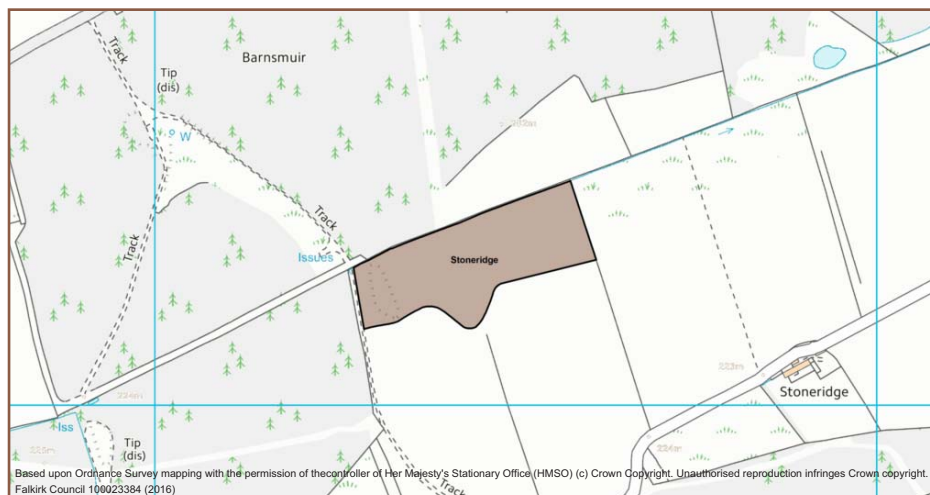 Track
Barnsmuir
Tip
(dis)
W
Track
Track
Issues
Stoneridge
Stoneridge
Iss
Tip
(dis)
Based upon Ordnance Survey mapping with the permission of thecontroller of Her Majesty's Stationary Office (HMSO) (c) Crown Copyright. Unauthorised reproduction infringes Crown copyright.
Falkirk Council 100023384 (2016)